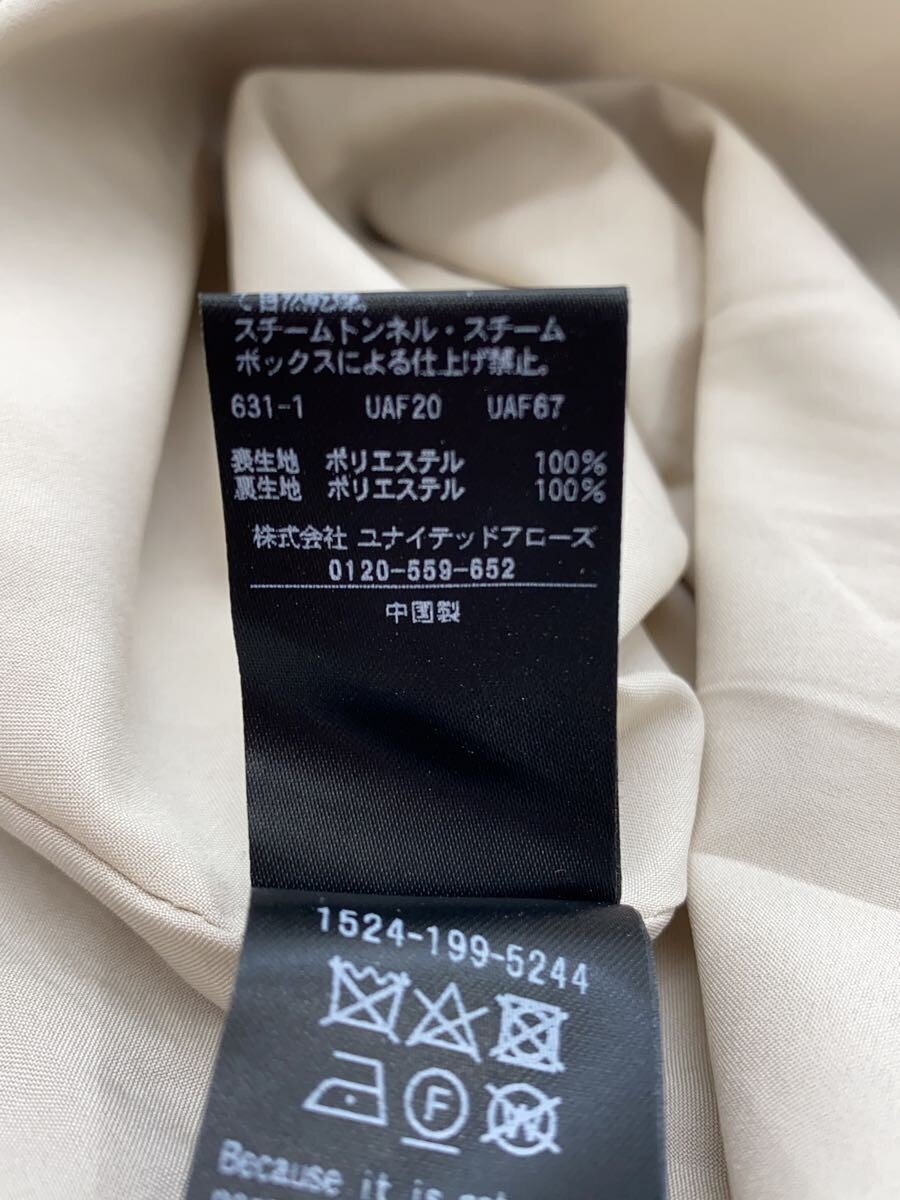 スチームトンネル・スチーム
ボックスによる仕上げ禁止。
631-1 UAF20 UAF67
表生地 ポリエステル 100%
裏生地 ポリエステル 100%
株式会社 ユナイテッドアローズ
0120-559-652
中国製
1524-199-5244
F
W
Because it is